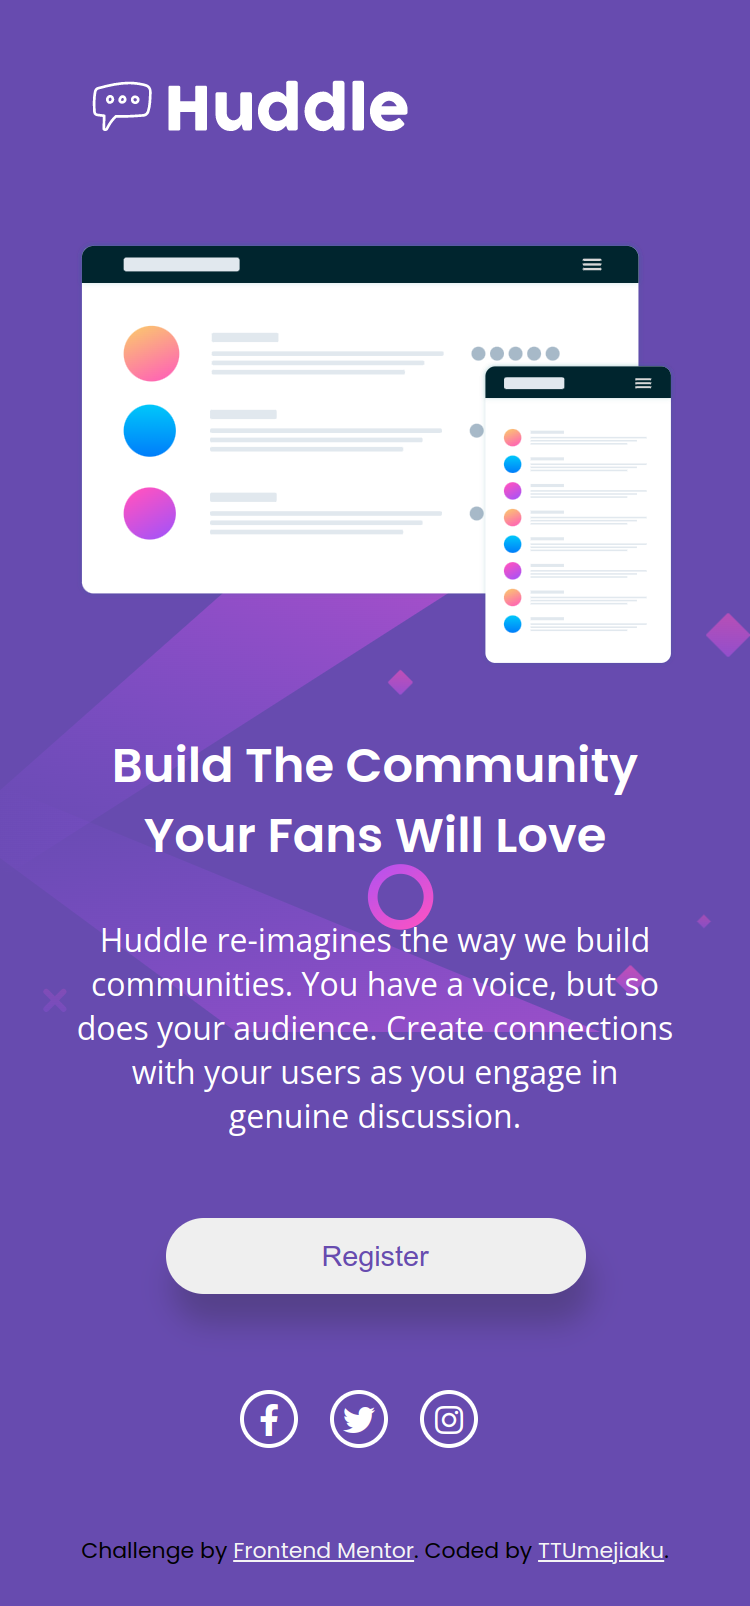 Huddle
Build The Community
Your Fans Will Love
Huddle re-imagines the way we build
communities. You have a voice, but so
does your audience. Create connections
with your users as you engage in
genuine discussion.
Register
Challenge by Frontend Mentor. Coded by TTUmejiaku.